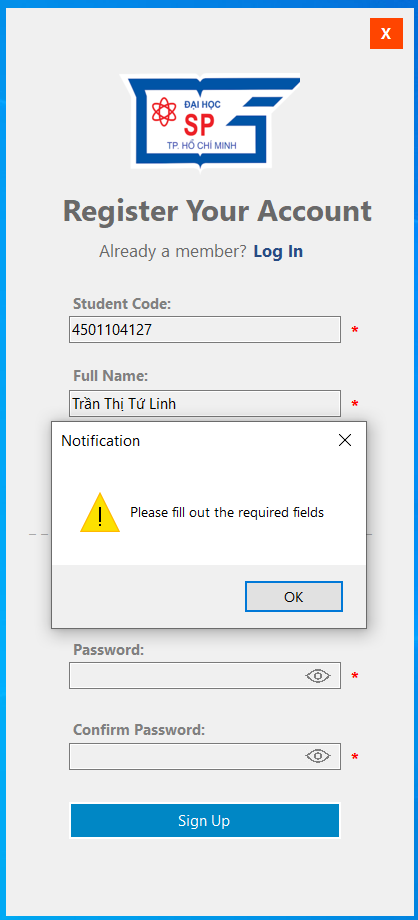 X
ĐẠI HỌC
SP
TP. HỒ CHÍ MINH
Register Your Account
Already a member? Log In
Student Code:
4501104127 *
Full Name:
Trần Thị Tứ Linh *
Notification
Please fill out the required fields
OK
Password:
*
Confirm Password:
*
Sign Up